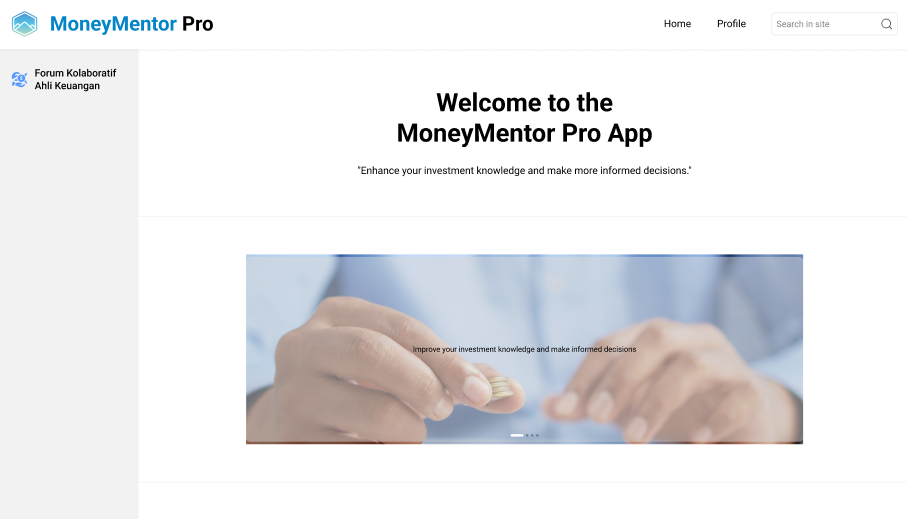 MoneyMentor Pro
Home
Profile
Search in site
Forum Kolaboratif
Ahli Keuangan
Welcome to the
MoneyMentor Pro App
"Enhance your investment knowledge and make more informed decisions."
Improve your investment knowledge and make informed decisions